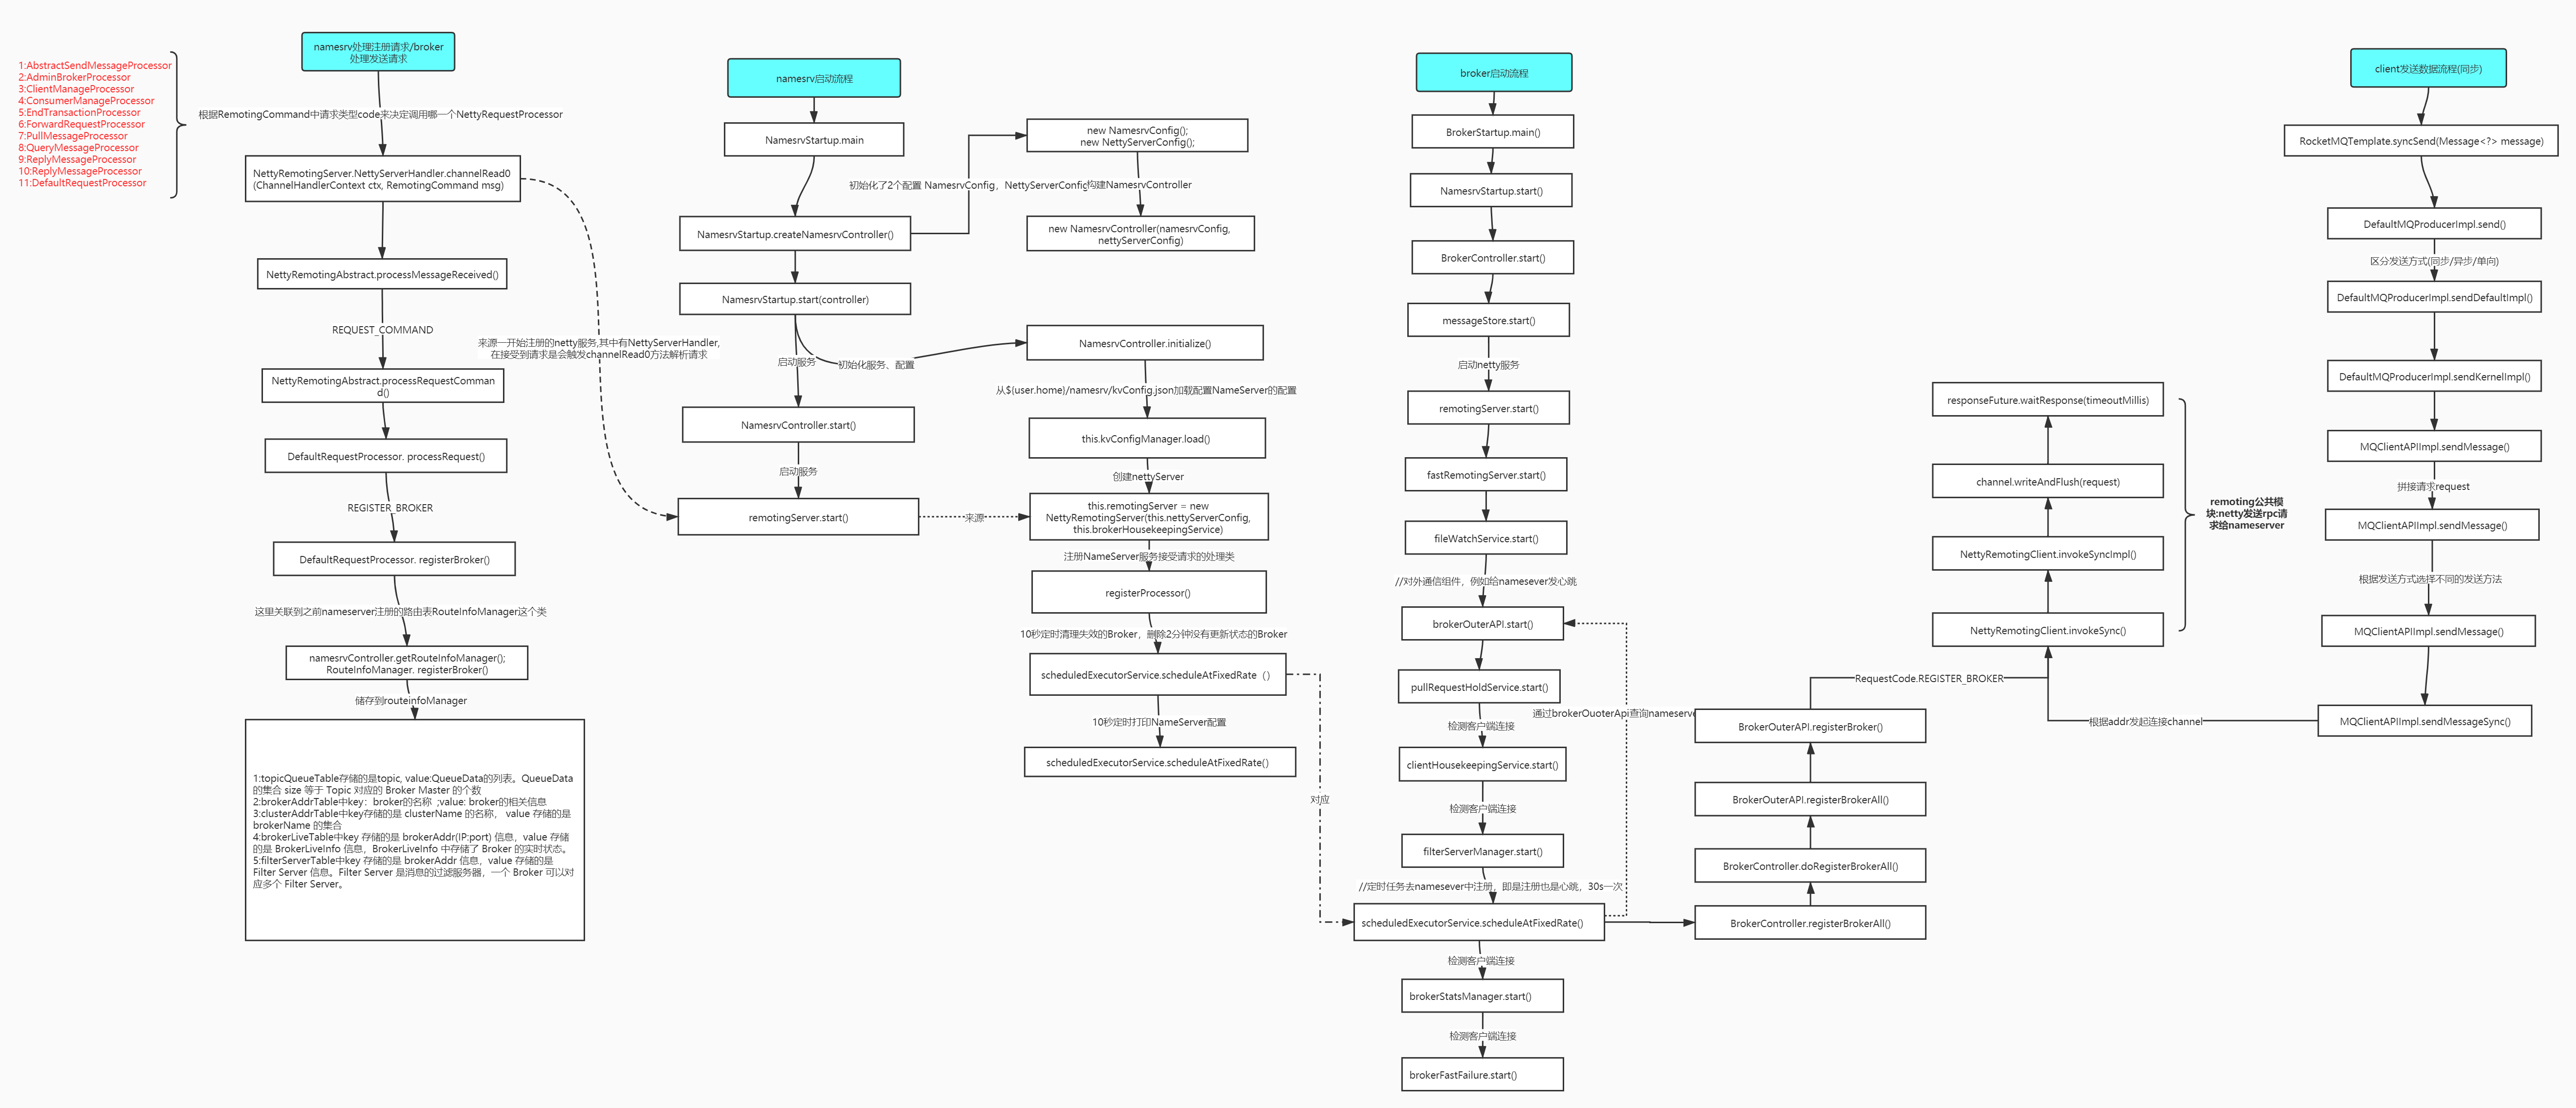 namesrv处理注册请求/broker
处理发送请求
1:AbstractSendMessageProcessor
2:AdminBrokerProcessor
3:ClientManageProcessor
4:ConsumerManageProcessor
5:EndTransactionProcessor
6:ForwardRequestProcessor
7:PullMessageProcessor
8:QueryMessageProcessor
9:ReplyMessageProcessor
10:ReplyMessageProcessor
11:DefaultRequestProcessor
根据RemotingCommand中请求类型code来决定调用哪一个NettyRequestProcessor
NettyRemotingServer.NettyServerHandler.channelRead0
(ChannelHandlerContext ctx, RemotingCommand msg)
NettyRemotingAbstract.processMessageReceived()
REQUEST_COMMAND
NettyRemotingAbstract.processRequestComman
d()
DefaultRequestProcessor. processRequest()
REGISTER_BROKER
DefaultRequestProcessor. registerBroker()
这里关联到之前nameserver注册的路由表RouteInfoManager这个类
namesrvController.getRouteInfoManager();
RouteInfoManager. registerBroker()
储存到routeinfoManager
1:topicQueueTable存储的是topic, value:QueueData的列表。QueueData
的集合 size 等于 Topic 对应的 Broker Master 的个数
2:brokerAddrTable中key：broker的名称 ;value: broker的相关信息
3:clusterAddrTable中key存储的是 clusterName 的名称， value 存储的是
brokerName 的集合
4:brokerLiveTable中key 存储的是 brokerAddr(IP:port) 信息，value 存储
的是 BrokerLiveInfo 信息，BrokerLiveInfo 中存储了 Broker 的实时状态。
5:filterServerTable中key 存储的是 brokerAddr 信息，value 存储的是
Filter Server 信息。Filter Server 是消息的过滤服务器，一个 Broker 可以对
应多个 Filter Server。
来源一开始注册的netty服务,其中有NettyServerHandler,
在接受到请求是会触发channelRead0方法解析请求
namesrv启动流程
NamesrvStartup.main
NamesrvStartup.createNamesrvController()
初始化了2个配置 NamesrvConfig，NettyServerConfig
new NamesrvConfig();
new NettyServerConfig();
构建NamesrvController
new NamesrvController(namesrvConfig,
nettyServerConfig)
NamesrvStartup.start(controller)
启动服务
初始化服务、配置
NamesrvController.start()
启动服务
remotingServer.start()
来源
NamesrvController.initialize()
从${user.home}/namesrv/kvConfig.json加载配置NameServer的配置
this.kvConfigManager.load()
创建nettyServer
this.remotingServer = new
NettyRemotingServer(this.nettyServerConfig,
this.brokerHousekeepingService)
注册NameServer服务接受请求的处理类
registerProcessor()
10秒定时清理失效的Broker，删除2分钟没有更新状态的Broker
scheduledExecutorService.scheduleAtFixedRate（）
10秒定时打印NameServer配置
scheduledExecutorService.scheduleAtFixedRate()
对应
broker启动流程
BrokerStartup.main()
NamesrvStartup.start()
BrokerController.start()
messageStore.start()
启动netty服务
remotingServer.start()
fastRemotingServer.start()
fileWatchService.start()
//对外通信组件，例如给namesever发心跳
brokerOuterAPI.start()
pullRequestHoldService.start()
检测客户端连接
clientHousekeepingService.start()
检测客户端连接
filterServerManager.start()
//定时任务去namesever中注册，即是注册也是心跳，30s一次
scheduledExecutorService.scheduleAtFixedRate()
检测客户端连接
brokerStatsManager.start()
检测客户端连接
brokerFastFailure.start()
通过brokerOuoterApi查询nameserve
BrokerOuterAPI.registerBroker()
BrokerOuterAPI.registerBrokerAll()
BrokerController.doRegisterBrokerAll()
BrokerController.registerBrokerAll()
RequestCode.REGISTER_BROKER
responseFuture.waitResponse(timeoutMillis)
channel.writeAndFlush(request)
NettyRemotingClient.invokeSyncImpl()
NettyRemotingClient.invokeSync()
remoting公共模
块:netty发送rpc请
求给nameserver
根据addr发起连接channel
client发送数据流程(同步)
RocketMQTemplate.syncSend(Message<?> message)
DefaultMQProducerImpl.send()
区分发送方式(同步/异步/单向)
DefaultMQProducerImpl.sendDefaultImpl()
DefaultMQProducerImpl.sendKernelImpl()
MQClientAPIImpl.sendMessage()
拼接请求request
MQClientAPIImpl.sendMessage()
根据发送方式选择不同的发送方法
MQClientAPIImpl.sendMessage()
MQClientAPIImpl.sendMessageSync()